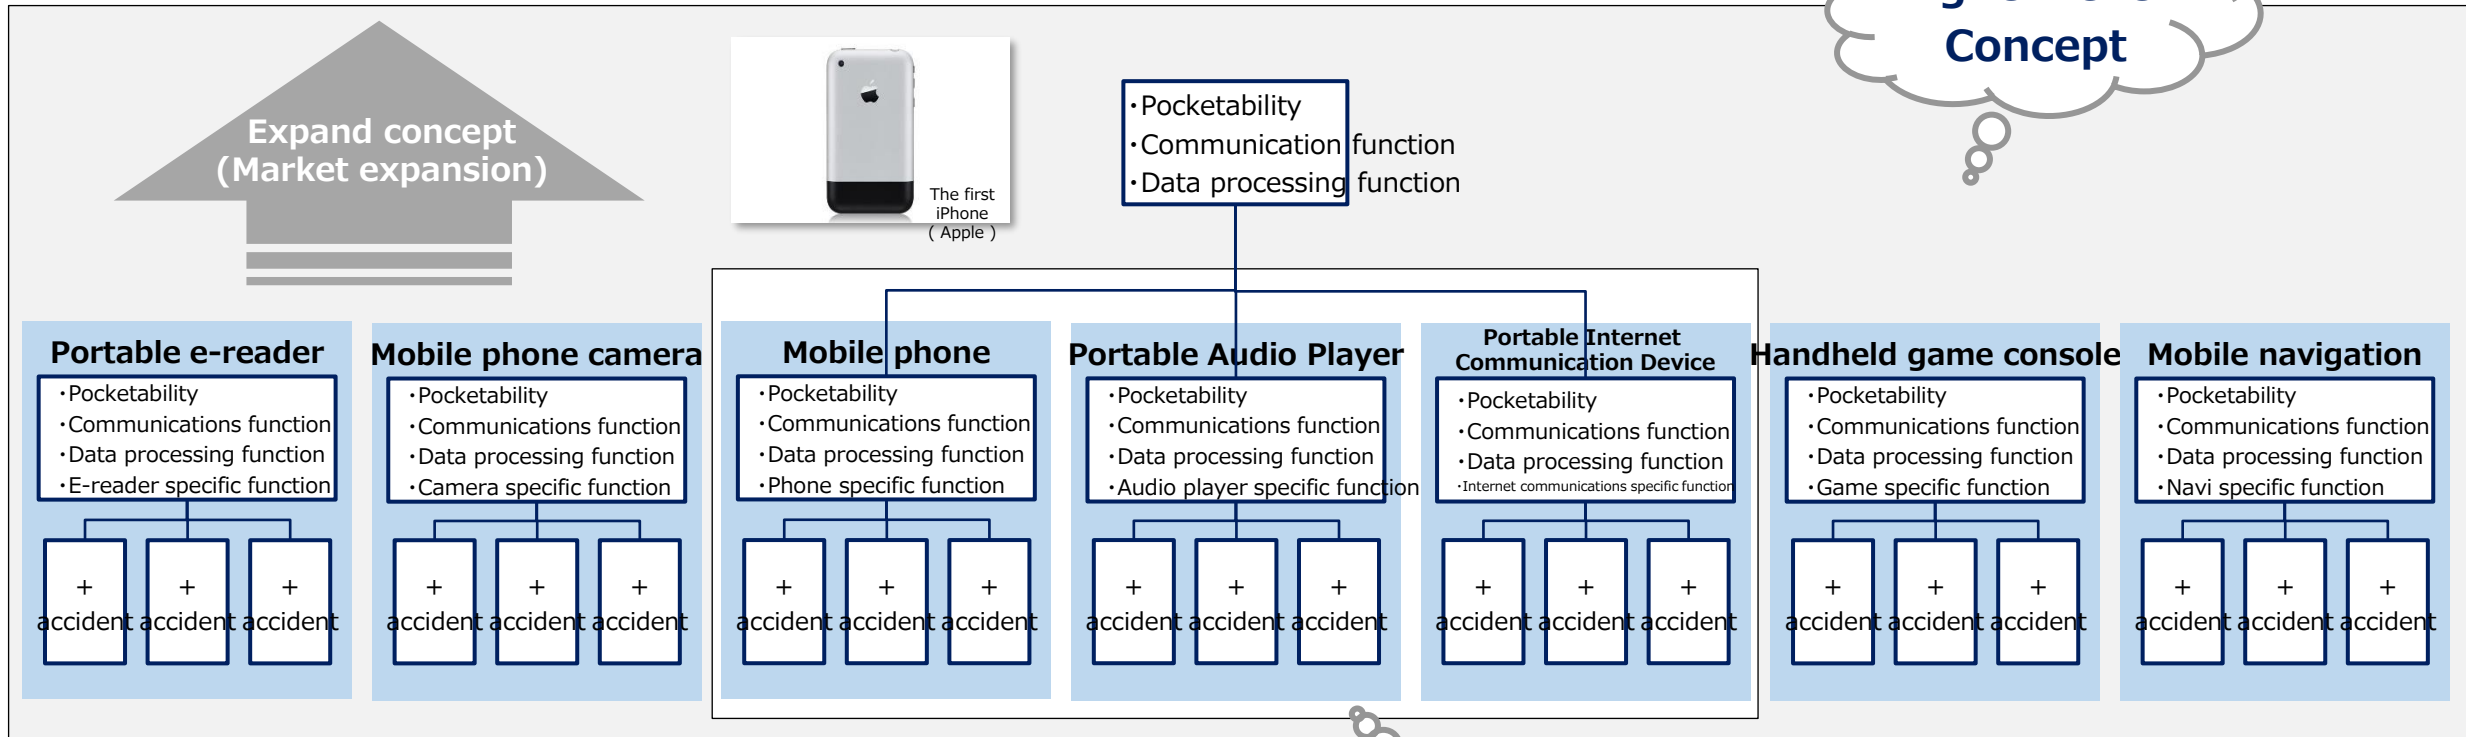 Concept
Expand concept
(Market expansion)
The first
iPhone
( Apple )
・Pocketability
・Communication function
・Data processing function
Portable e-reader
・Pocketability
・Communications function
・Data processing function
・E-reader specific function
+
accident
+
accident
+
accident
Mobile phone camera
・Pocketability
・Communications function
・Data processing function
・Camera specific function
+
accident
+
accident
+
accident
Mobile phone
・Pocketability
・Communications function
・Data processing function
・Phone specific function
+
accident
+
accident
+
accident
Portable Audio Player
・Pocketability
・Communications function
・Data processing function
・Audio player specific function
+
accident
+
accident
+
accident
Portable Internet
Communication Device
・Pocketability
・Communications function
・Data processing function
・Internet communications specific function
+
accident
+
accident
+
accident
Handheld game console
・Pocketability
・Communications function
・Data processing function
・Game specific function
+
accident
+
accident
+
accident
Mobile navigation
・Pocketability
・Communications function
・Data processing function
・Navi specific function
+
accident
+
accident
+
accident